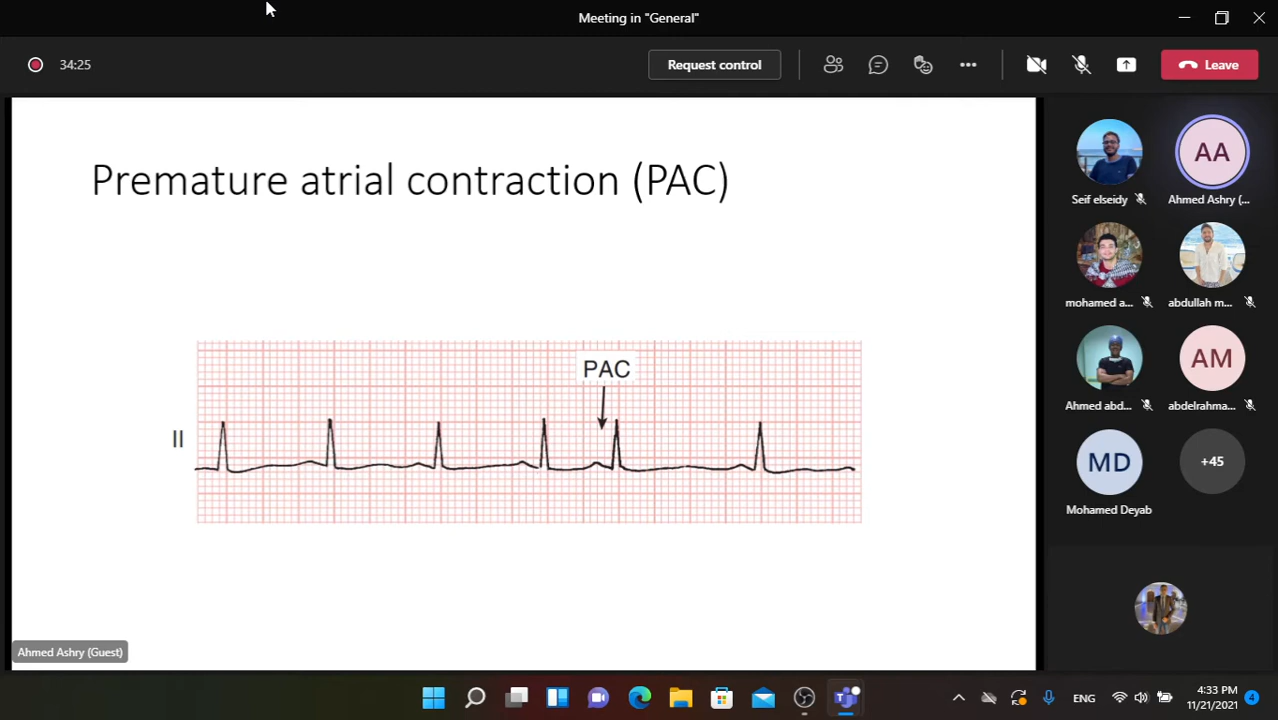 Meeting in "General"
34:25
Request control
Leave
Premature atrial contraction (PAC)
PAC
II
Ahmed Ashry (Guest)
Seif elseidy
AA
Ahmed Ashry (...
mohamed a...
abdullah m...
Ahmed abd...
AM
abdelrahma...
MD
Mohamed Deyab
+45
ENG
4:33 PM
11/21/2021
4